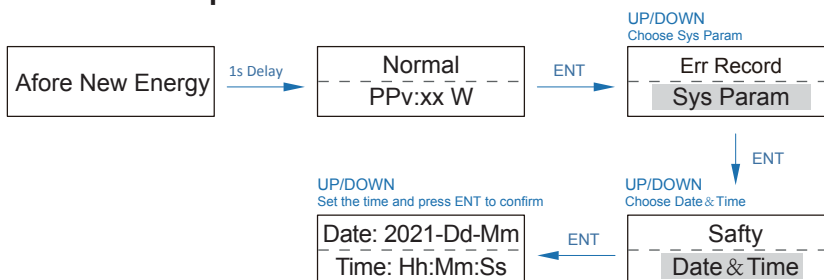 Afore New Energy
1s Delay
Normal
PPv:xx W
ENT
UP/DOWN
Choose Sys Param
Err Record
Sys Param
ENT
UP/DOWN
Choose Date & Time
Safty
Date & Time
ENT
UP/DOWN
Set the time and press ENT to confirm
Date: 2021-Dd-Mm
Time: Hh:Mm:Ss